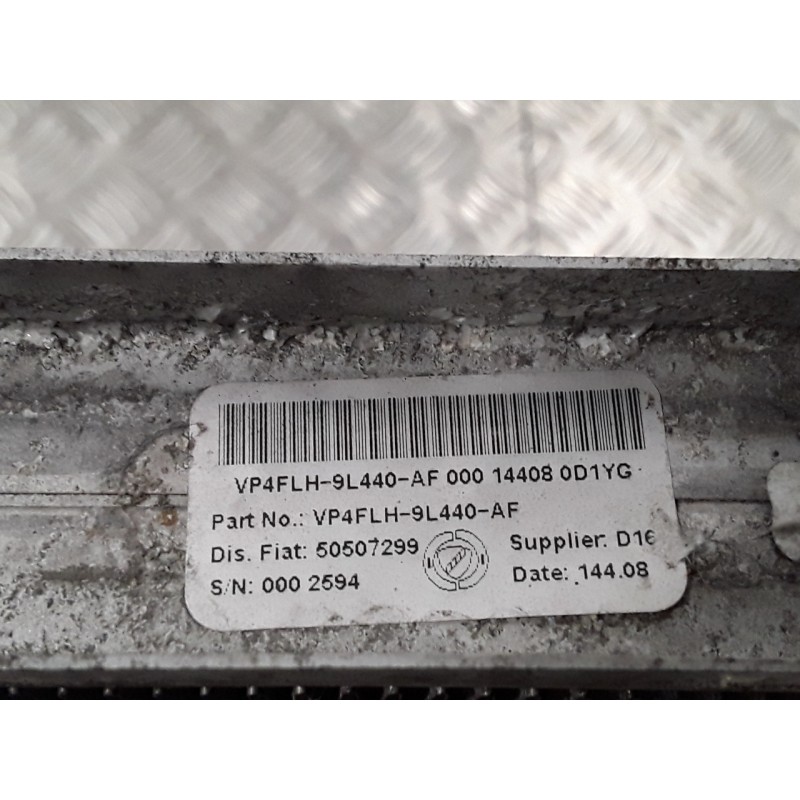 VP4FLH-9L440-AF 000 14408 0D1YG
Part No.: VP4FLH-9L440-AF
Dis. Fiat: 50507299 Supplier: D16
S/N: 000 2594 Date: 144.08